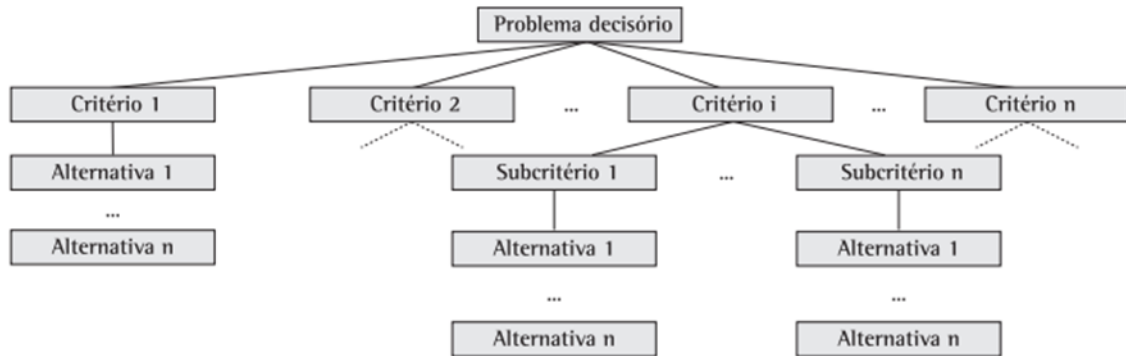 Problema decisório
Critério 1
Critério 2
...
Critério i
...
Critério n
Alternativa 1
Subcritério 1
...
Subcritério n
...
Alternativa n
Alternativa 1
Alternativa 1
...
...
Alternativa n
Alternativa n